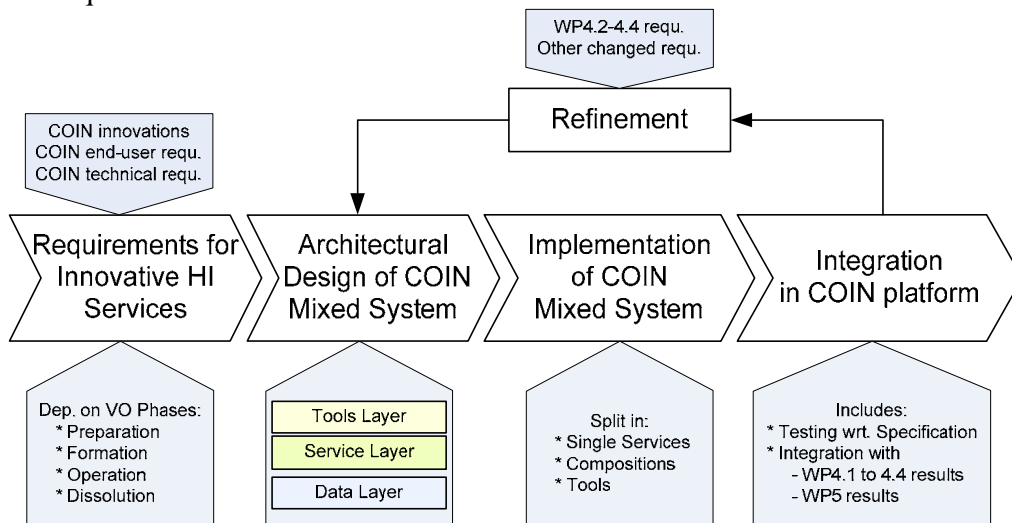 WP4.2-4.4 requ.
Other changed requ.
Refinement
COIN innovations
COIN end-user requ.
COIN technical requ.
Requirements for
Innovative HI
Services
Architectural
Design of COIN
Mixed System
Implementation
of COIN
Mixed System
Integration
in COIN platform
Dep. on VO Phases:
* Preparation
* Formation
* Operation
* Dissolution
Tools Layer
Service Layer
Data Layer
Split in:
* Single Services
* Compositions
* Tools
Includes:
* Testing wrt. Specification
* Integration with
- WP4.1 to 4.4 results
- WP5 results